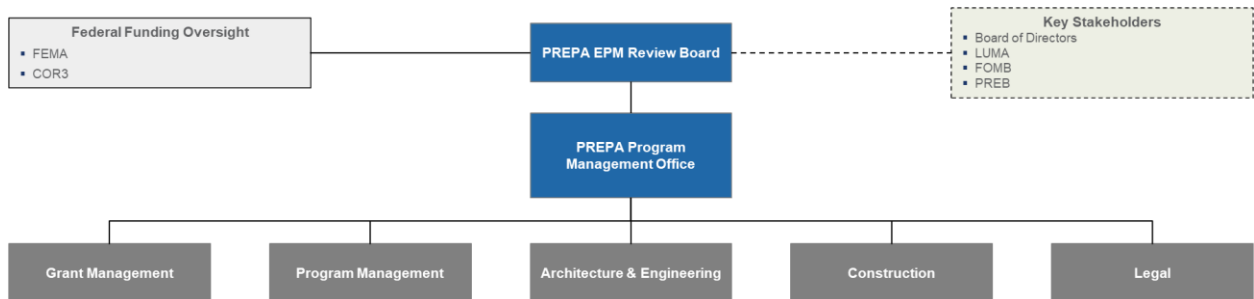 Federal Funding Oversight
▪ FEMA
▪ COR3
PREPA EPM Review Board
Key Stakeholders
▪ Board of Directors
▪ LUMA
▪ FOMB
▪ PREB
PREPA Program
Management Office
Grant Management
Program Management
Architecture & Engineering
Construction
Legal